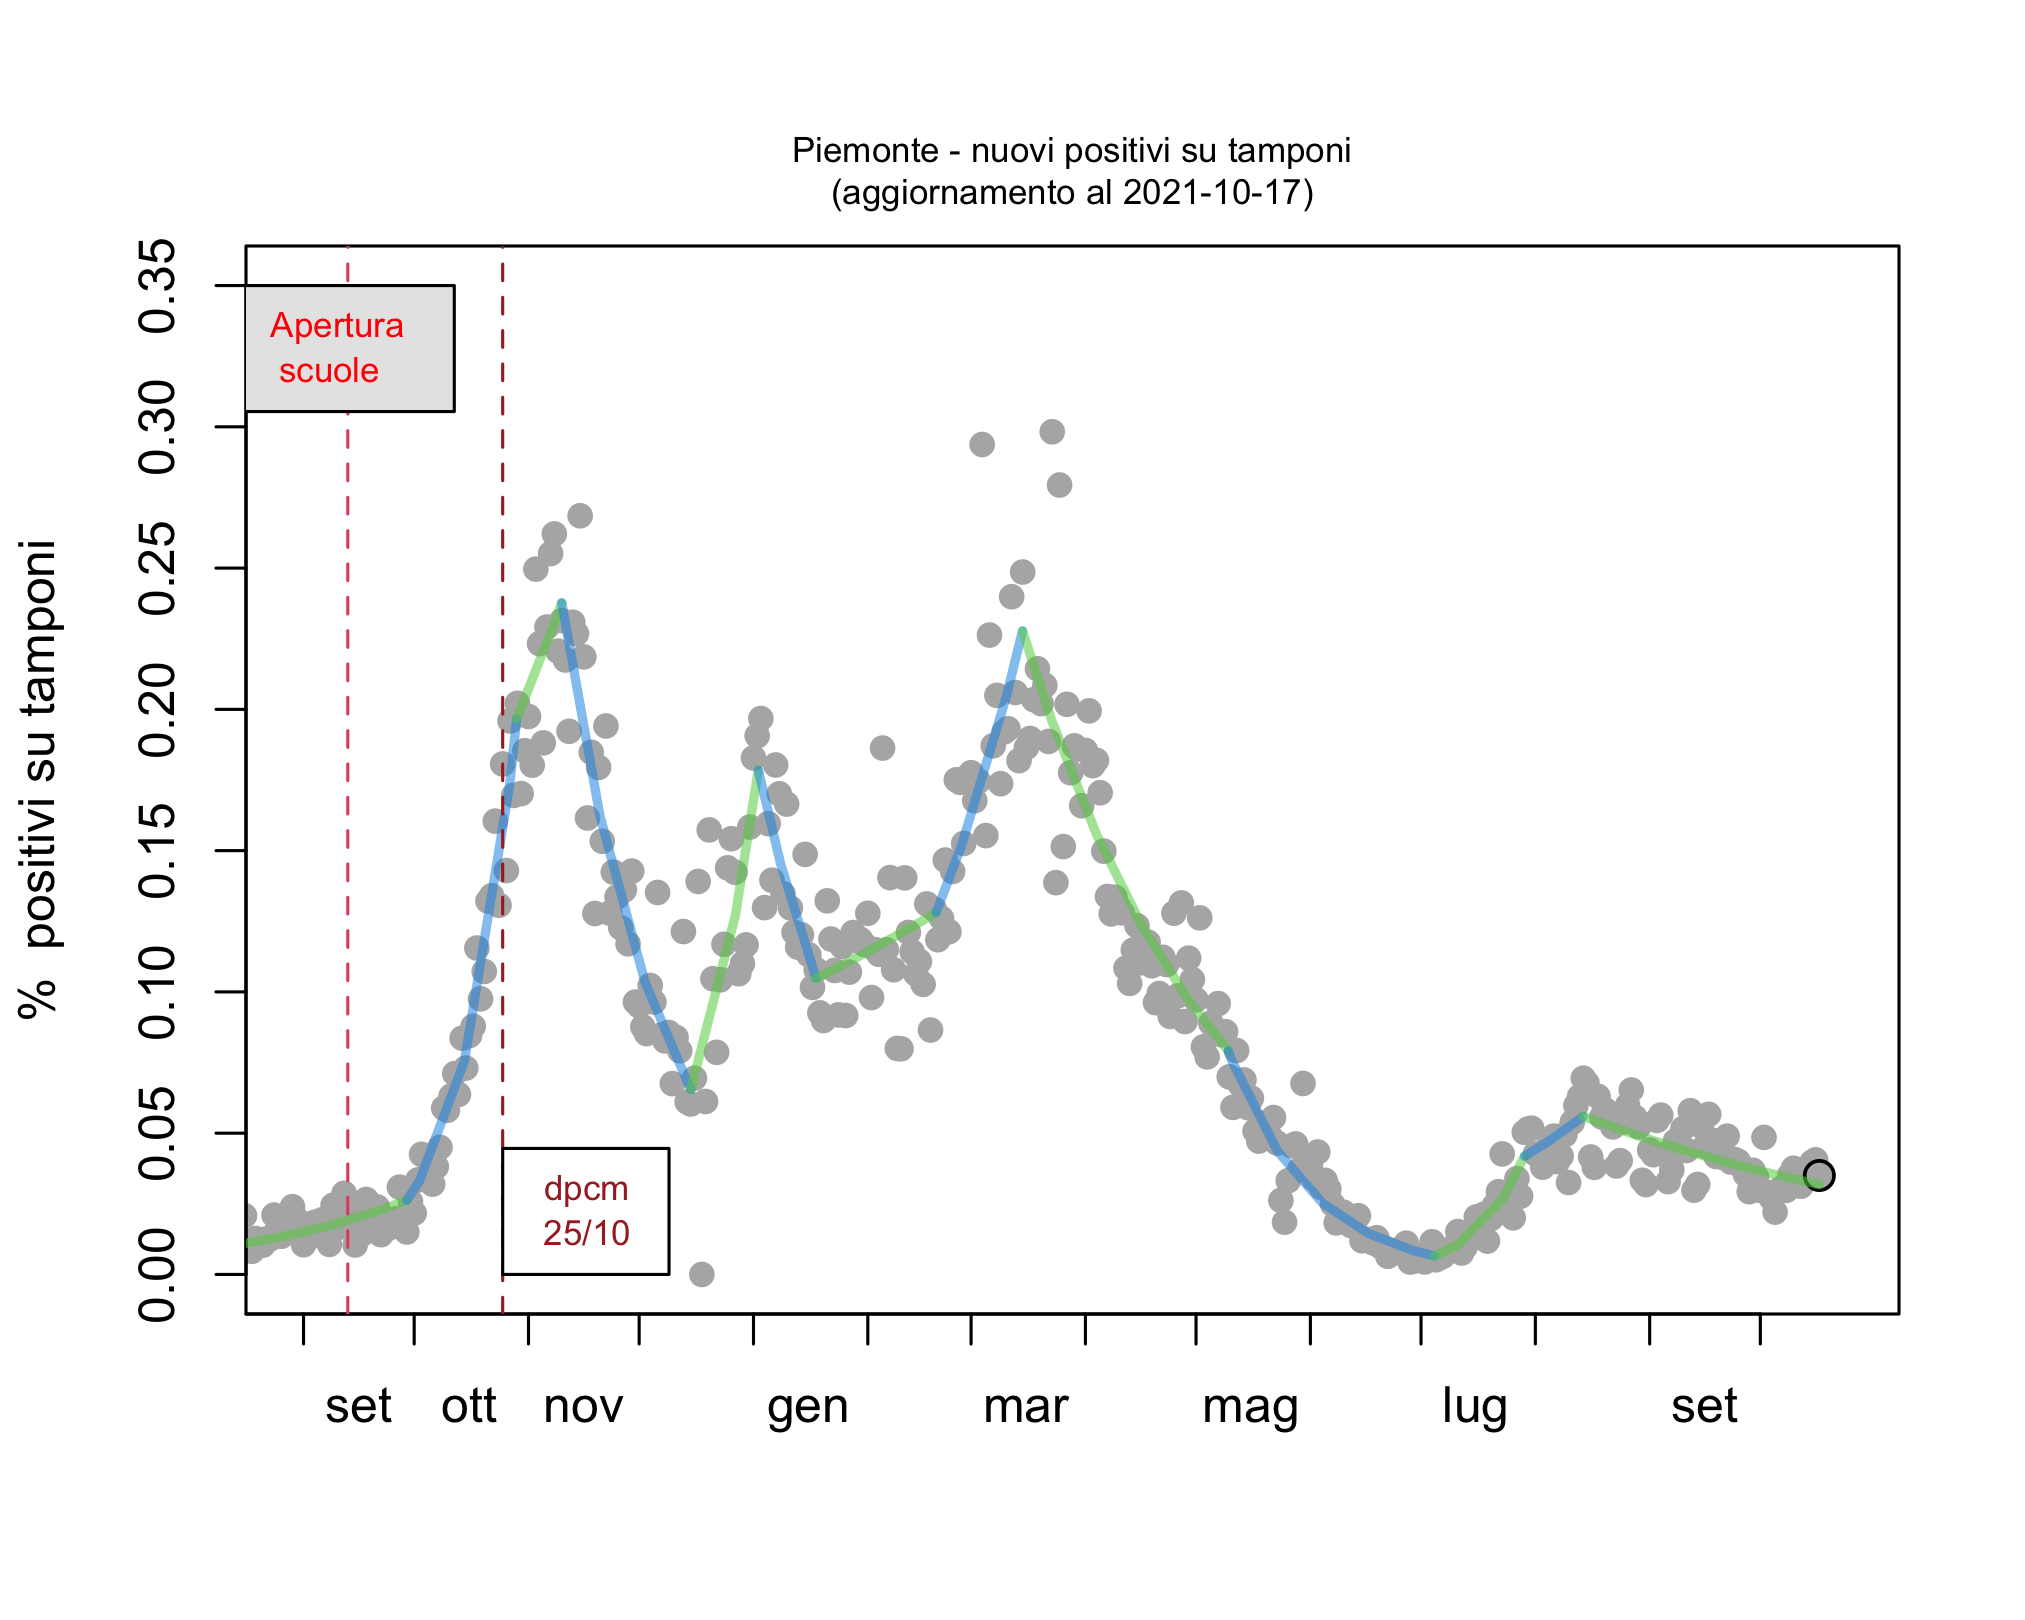 Piemonte - nuovi positivi su tamponi
(aggiornamento al 2021-10-17)
% positivi su tamponi
0.35
0.30
0.25
0.20
0.15
0.10
0.05
0.00
Apertura
scuole
dpcm
25/10
set ott nov gen mar mag lug set